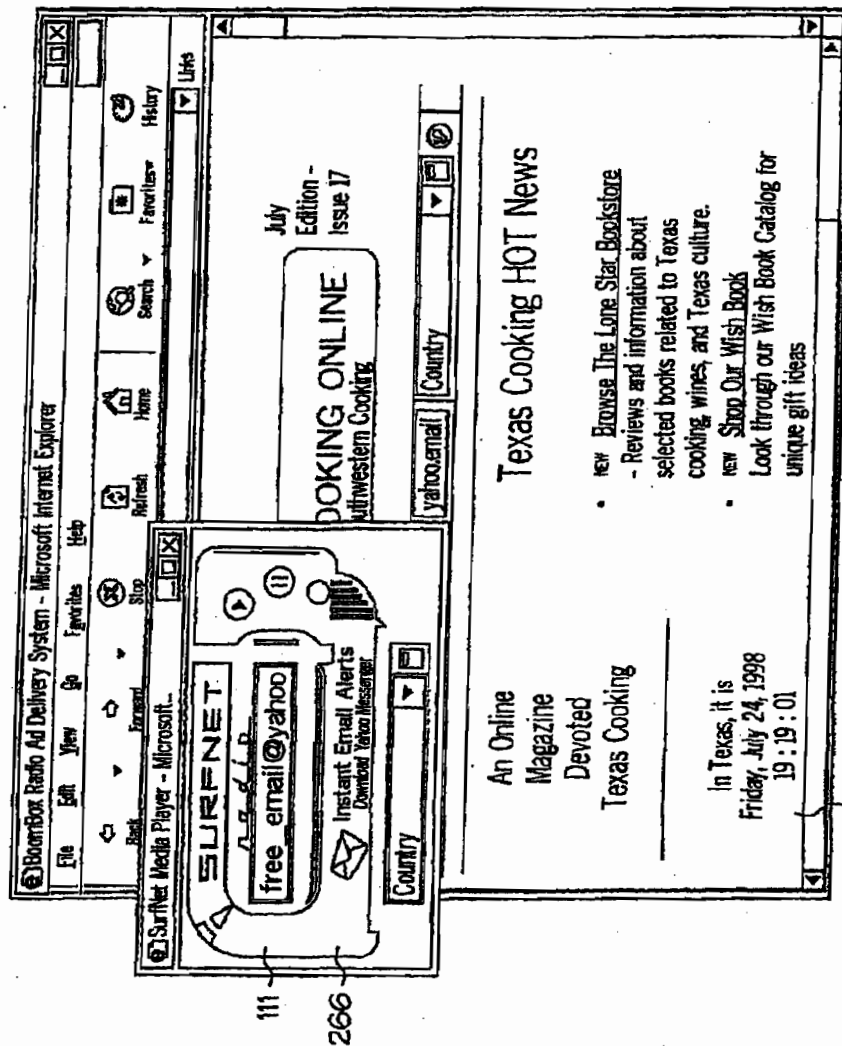 BoomBox Radio Ad Delivery System - Microsoft Internet Explorer
File Edit View Go Favorites Help
Back Forward Stop Refresh Home Search Favorites History
Links
SurfNet Media Player - Microsoft...
SURFNET
Radio
free email@yahoo
Instant Email Alerts
Download Yahoo Messenger
Country
111
266
July
Edition -
Issue 17
OOKING ONLINE
uthwestern Cooking
yahoo.email Country
An Online
Magazine
Devoted
Texas Cooking
In Texas, it is
Friday, July 24, 1998
19 : 19 : 01
Texas Cooking HOT News
• NEW Browse The Lone Star Bookstore
- Reviews and information about
selected books related to Texas
cooking, wines, and Texas culture.
• NEW Shop Our Wish Book
Look through our Wish Book Catalog for
unique gift ideas